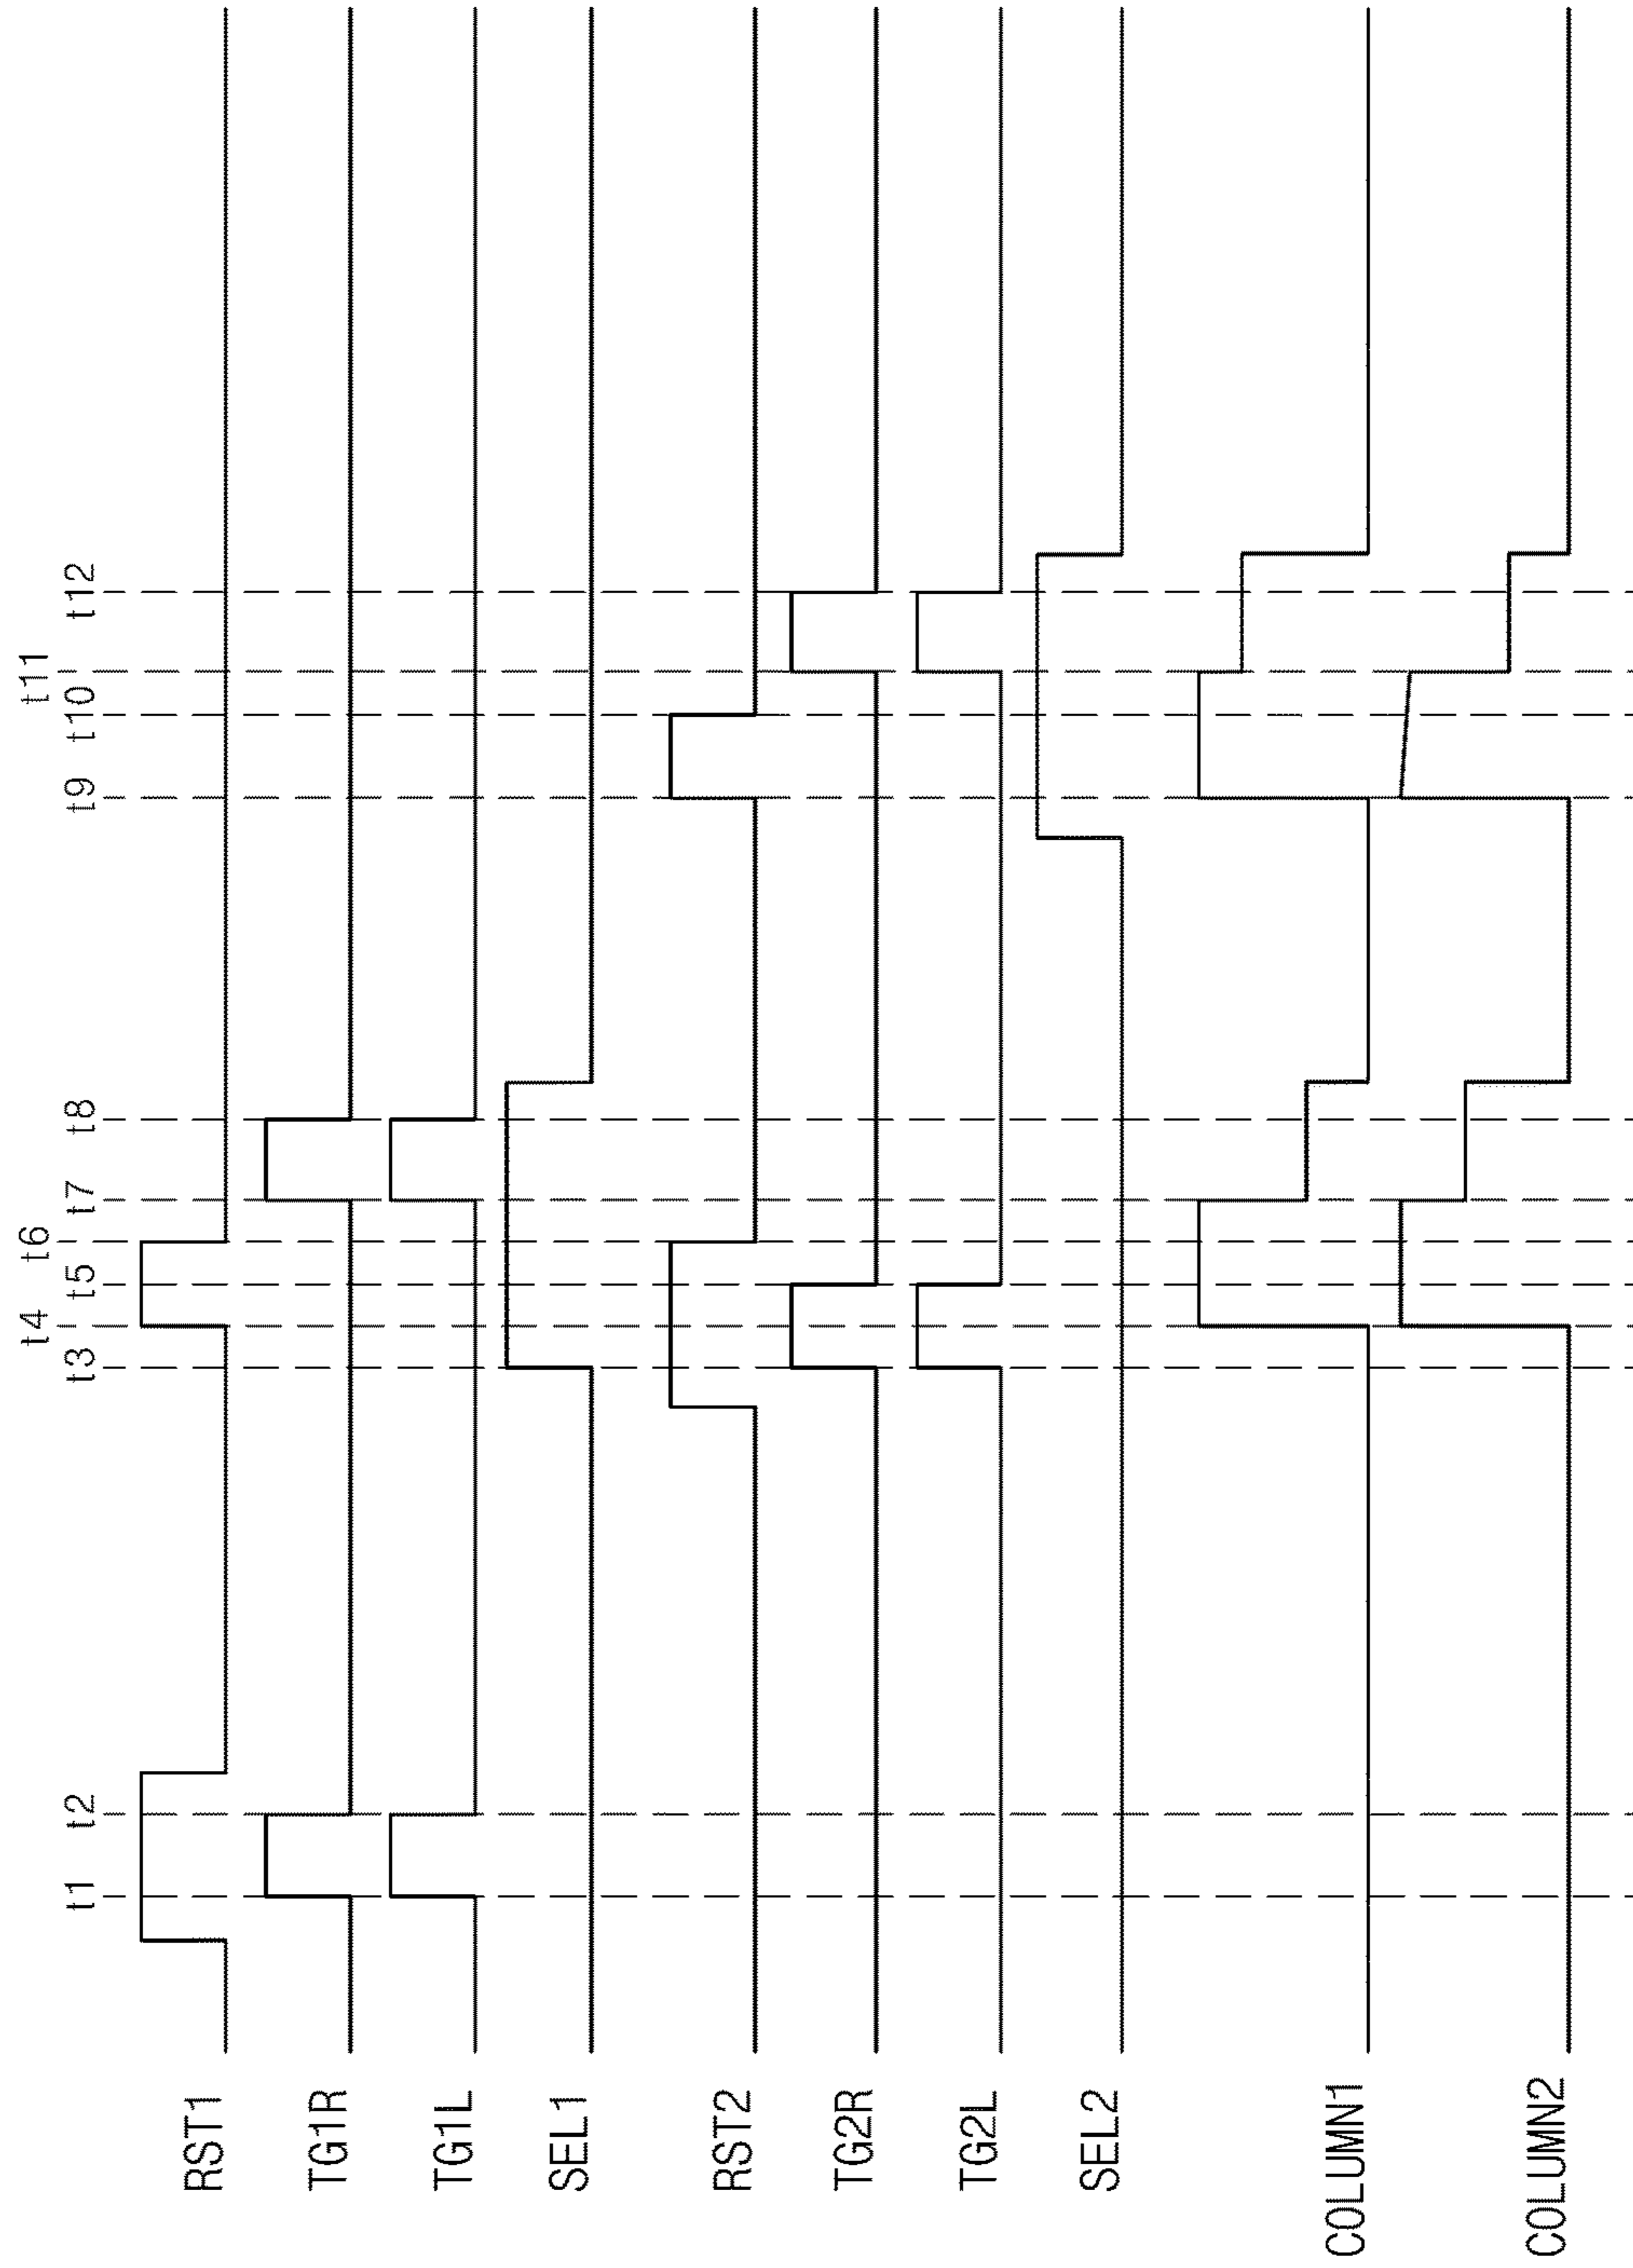 t1
t2
t3
t4
t5
t6
t7
t8
t9
t10
t11
t12
RST1
TG1R
TG1L
SEL1
RST2
TG2R
TG2L
SEL2
COLUMN1
COLUMN2